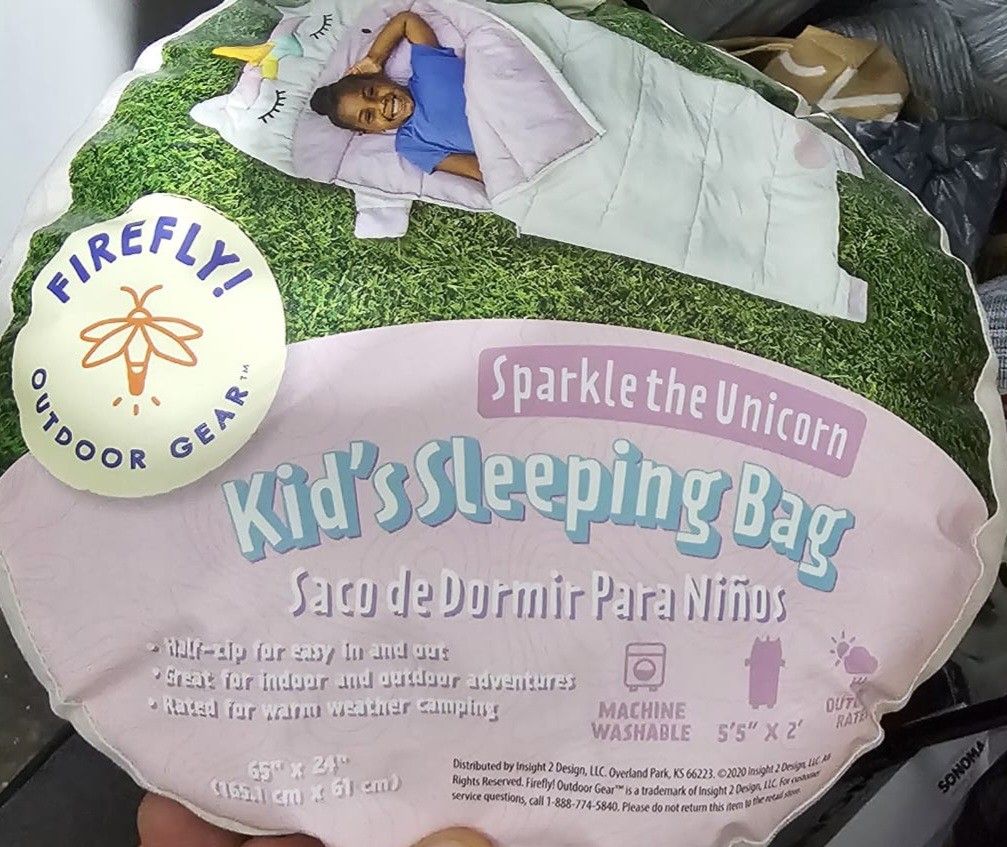 FIREFLY!
OUTDOOR GEAR™
Sparkle the Unicorn
Kid's Sleeping Bag
Saco de Dormir Para Niños
• Half-zip for easy in and out
• Great for indoor and outdoor adventures
• Rated for warm weather camping
MACHINE
WASHABLE
5'5" X 2'
65" x 24"
(165.1 cm x 61 cm)
Distributed by Insight 2 Design, LLC. Overland Park, KS 66223. ©2020 Insight 2 Design, LLC. All
Rights Reserved. Firefly! Outdoor Gear™ is a trademark of Insight 2 Design, LLC. For customer
service questions, call 1-888-774-5840. Please do not return this item to the retail store.
SONOMA